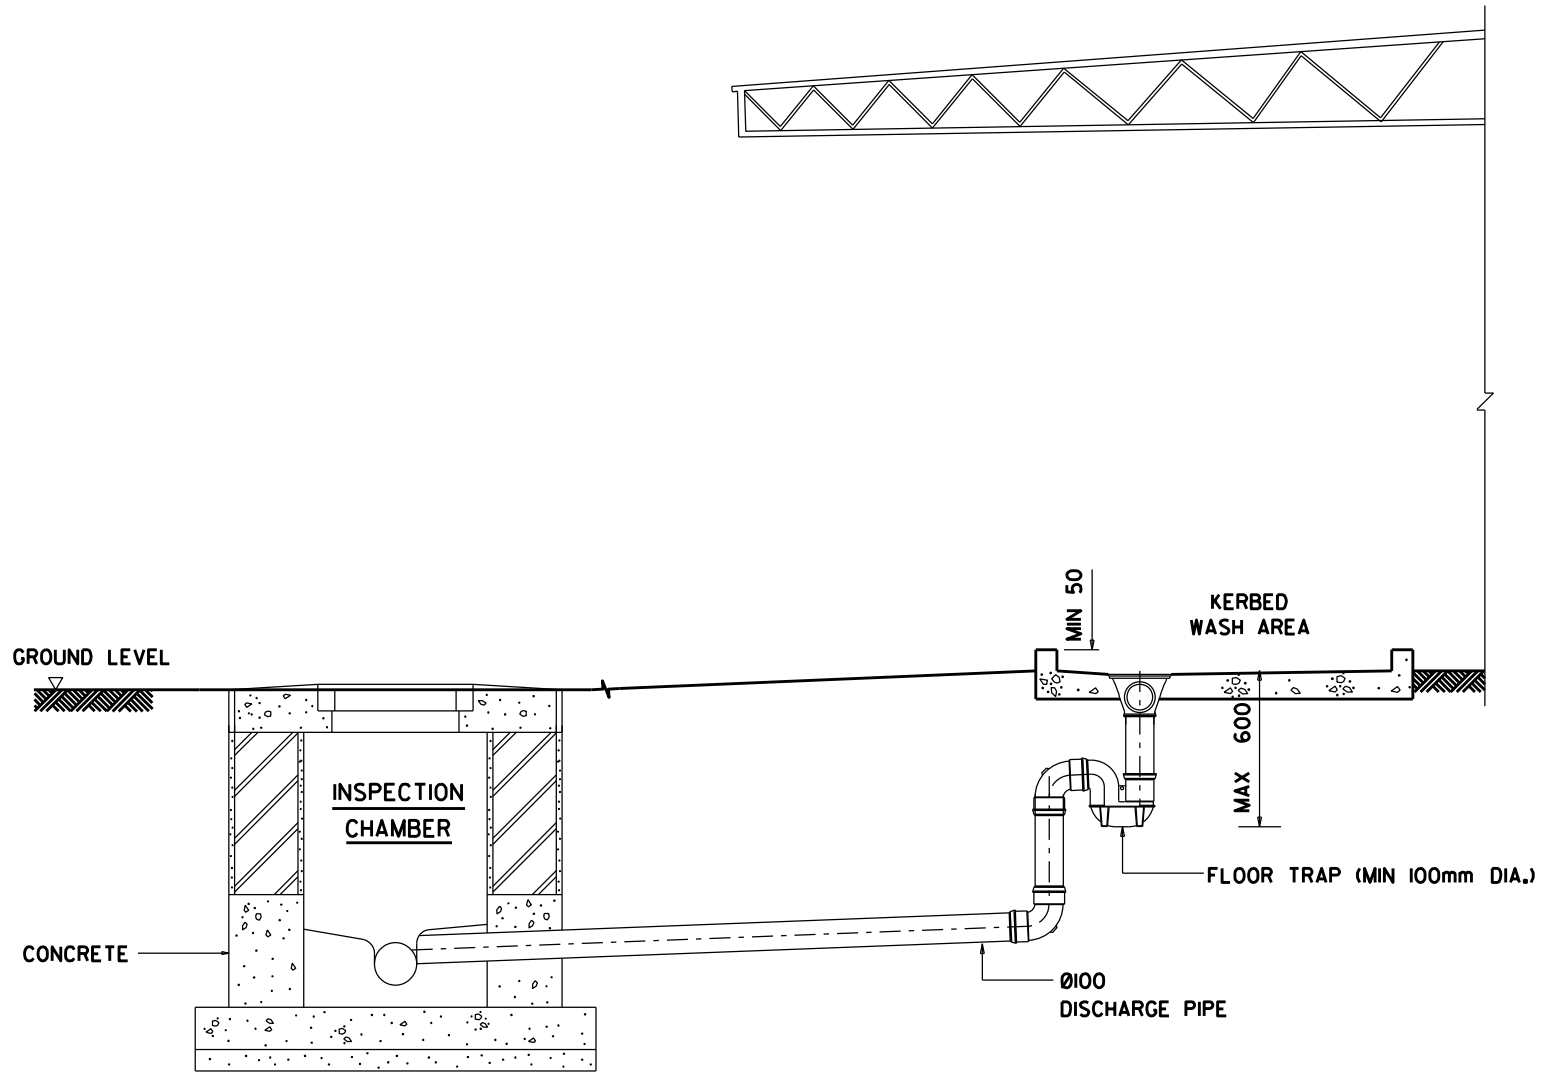 MIN 50
KERBED
WASH AREA
GROUND LEVEL
MAX 600
INSPECTION
CHAMBER
FLOOR TRAP (MIN 100mm DIA.)
CONCRETE
Ø100
DISCHARGE PIPE